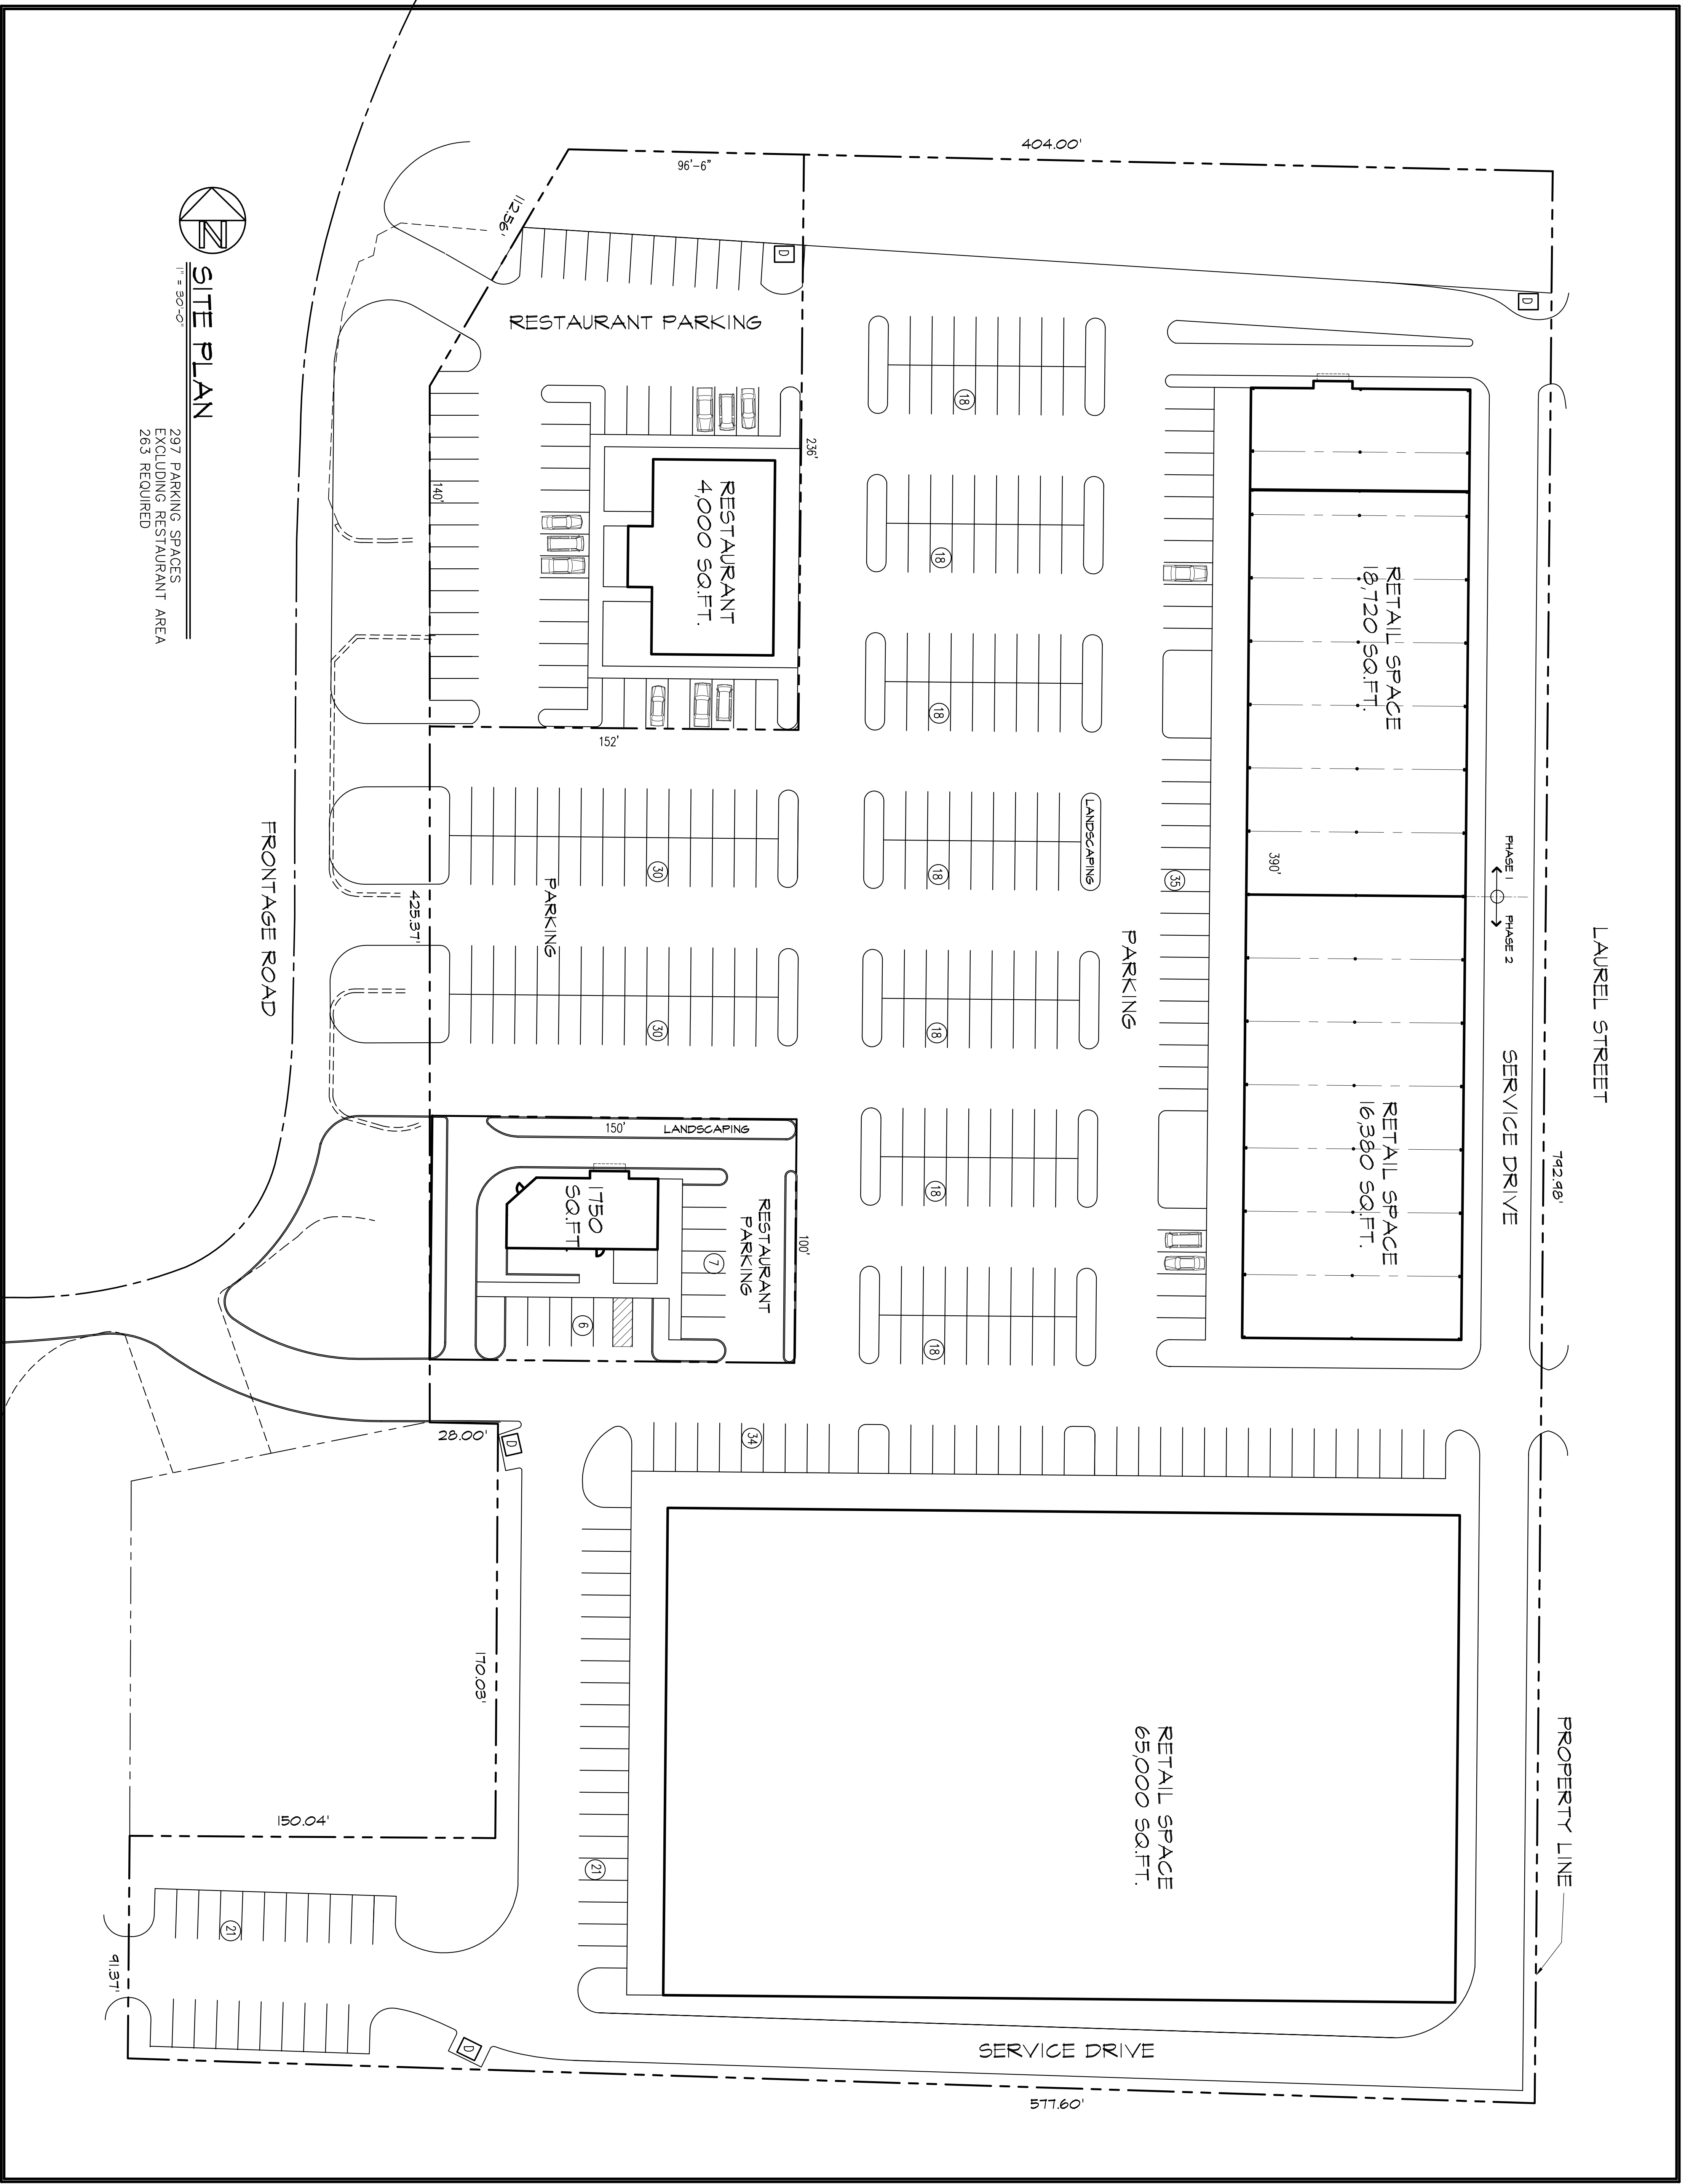 LAUREL STREET
792.98'
PROPERTY LINE
SERVICE DRIVE
PHASE 1
PHASE 2
404.00'
D
RETAIL SPACE
18,720 SQ.FT.
390'
RETAIL SPACE
16,380 SQ.FT.
35
PARKING
LANDSCAPING
18
18
18
18
18
18
18
RETAIL SPACE
65,000 SQ.FT.
SERVICE DRIVE
577.60'
96'-6"
D
112.56'
RESTAURANT PARKING
236'
RESTAURANT
4,000 SQ.FT.
140'
152'
30
30
PARKING
425.37'
100'
RESTAURANT
PARKING
LANDSCAPING
150'
7
1750
SQ.FT.
6
34
28.00'
D
21
170.03'
150.04'
21
D
91.37'
FRONTAGE ROAD
N
SITE PLAN
1" = 30'-0"
297 PARKING SPACES
EXCLUDING RESTAURANT AREA
263 REQUIRED